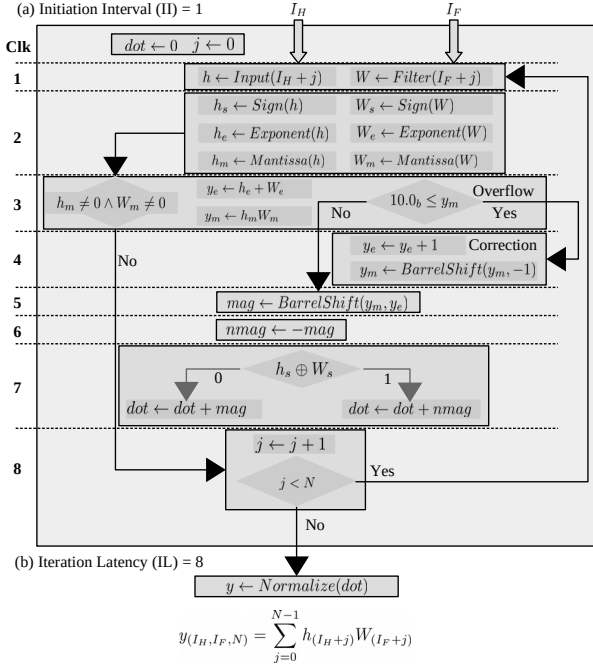 (a) Initiation Interval (II) = 1
I_H I_F
Clk
dot ← 0 j ← 0
1
h ← Input(I_H + j) W ← Filter(I_F + j)
2
h_s ← Sign(h) W_s ← Sign(W)
h_e ← Exponent(h) W_e ← Exponent(W)
h_m ← Mantissa(h) W_m ← Mantissa(W)
3
h_m ≠ 0 ∧ W_m ≠ 0
y_e ← h_e + W_e
y_m ← h_m W_m
10.0_b ≤ y_m
Overflow
No
Yes
4
No
y_e ← y_e + 1 Correction
y_m ← BarrelShift(y_m, −1)
5
mag ← BarrelShift(y_m, y_e)
6
nmag ← −mag
7
h_s ⊕ W_s
0 1
dot ← dot + mag dot ← dot + nmag
8
j ← j + 1
j < N
Yes
No
(b) Iteration Latency (IL) = 8
y ← Normalize(dot)
y_{(I_H,I_F,N)} = \sum_{j=0}^{N-1} h_{(I_H+j)} W_{(I_F+j)}